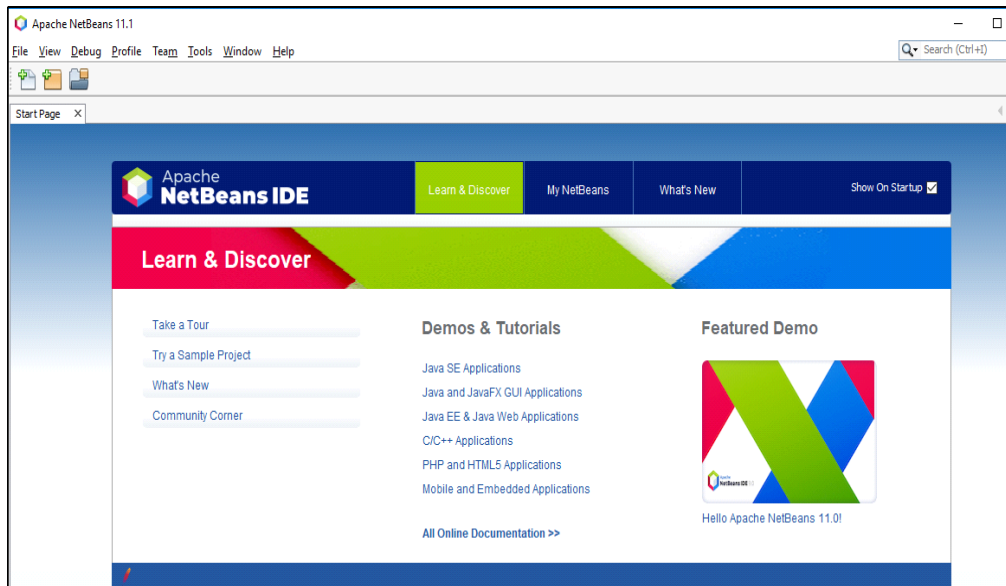 Apache NetBeans 11.1
File View Debug Profile Team Tools Window Help
Search (Ctrl+I)
Start Page
Apache
NetBeans IDE
Learn & Discover
My NetBeans
What's New
Show On Startup
Learn & Discover
Take a Tour
Try a Sample Project
What's New
Community Corner
Demos & Tutorials
Java SE Applications
Java and JavaFX GUI Applications
Java EE & Java Web Applications
C/C++ Applications
PHP and HTML5 Applications
Mobile and Embedded Applications
All Online Documentation >>
Featured Demo
Apache
NetBeans IDE
Hello Apache NetBeans 11.0!